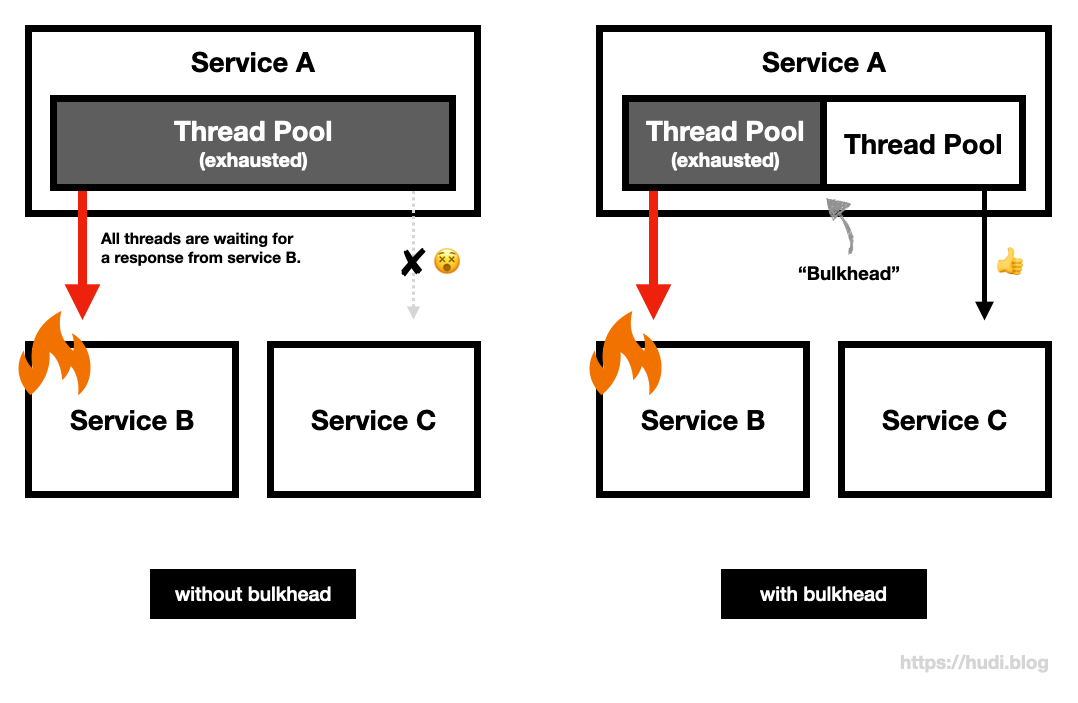 Service A
Thread Pool
(exhausted)
All threads are waiting for
a response from service B.
Service B
Service C
without bulkhead
Service A
Thread Pool
(exhausted)
Thread Pool
“Bulkhead”
Service B
Service C
with bulkhead
https://hudi.blog